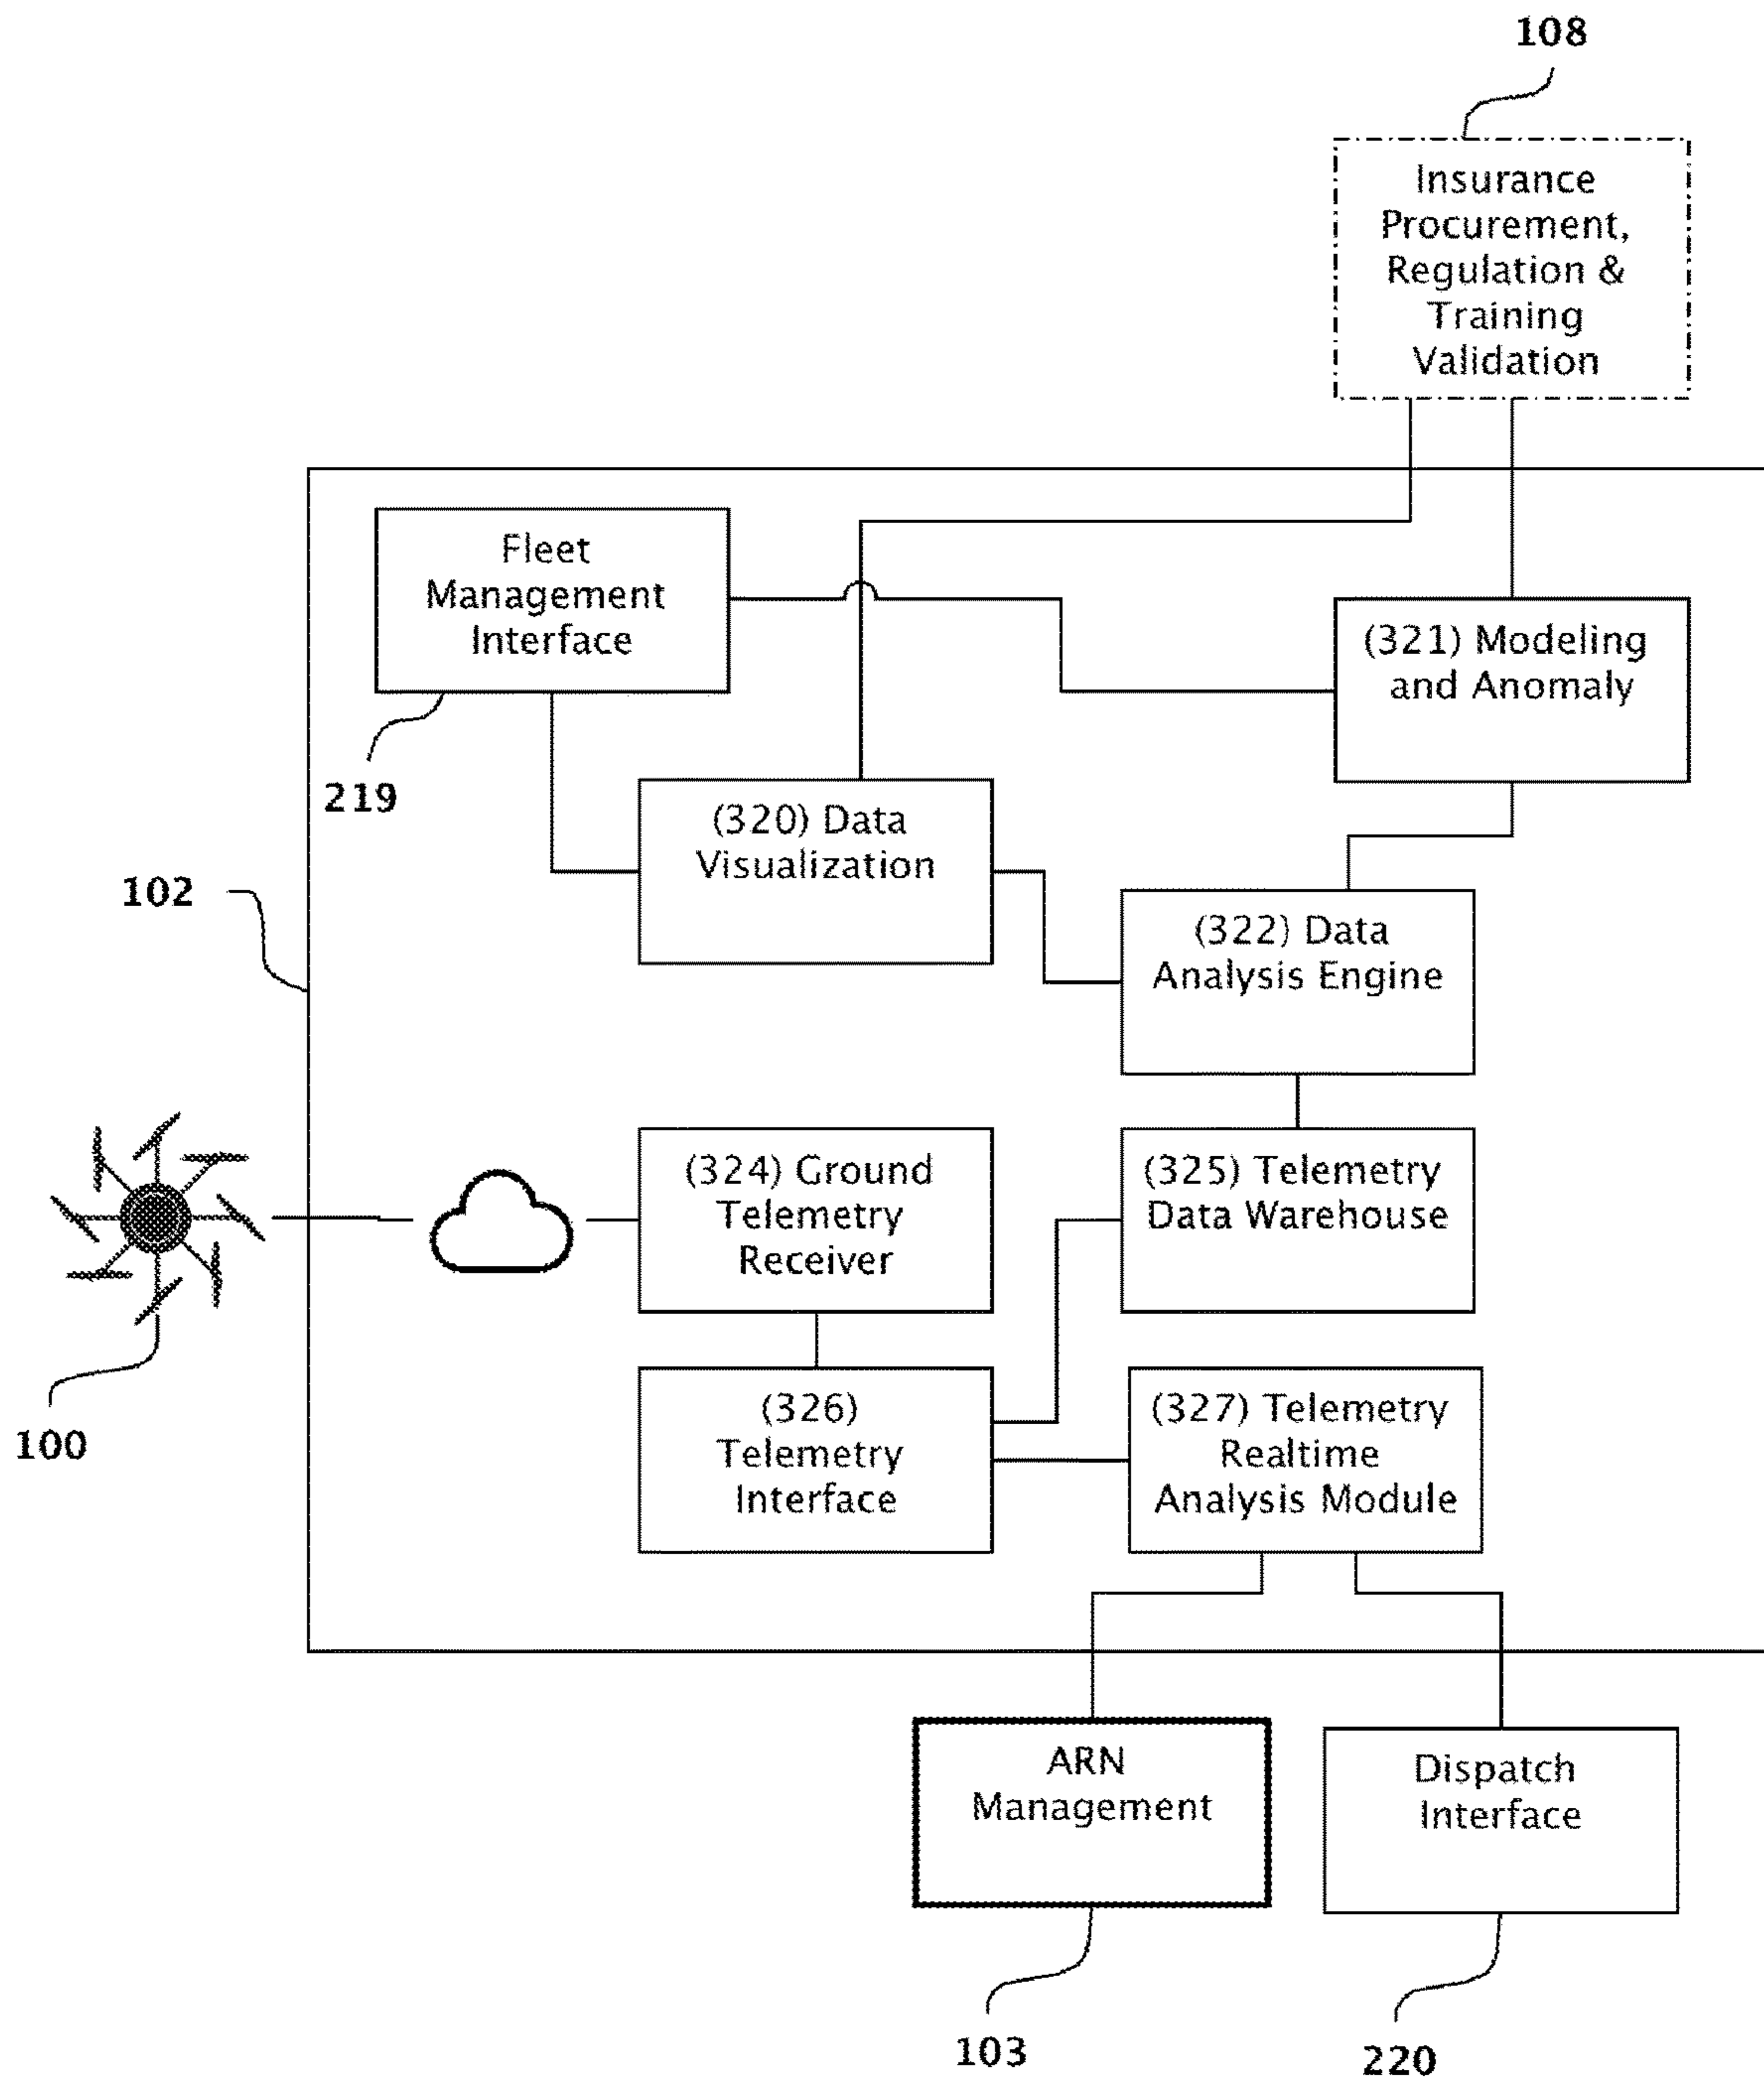 108
Insurance
Procurement,
Regulation &
Training
Validation
Fleet
Management
Interface
219
(321) Modeling
and Anomaly
(320) Data
Visualization
102
(322) Data
Analysis Engine
100
(324) Ground
Telemetry
Receiver
(325) Telemetry
Data Warehouse
(326)
Telemetry
Interface
(327) Telemetry
Realtime
Analysis Module
ARN
Management
103
Dispatch
Interface
220